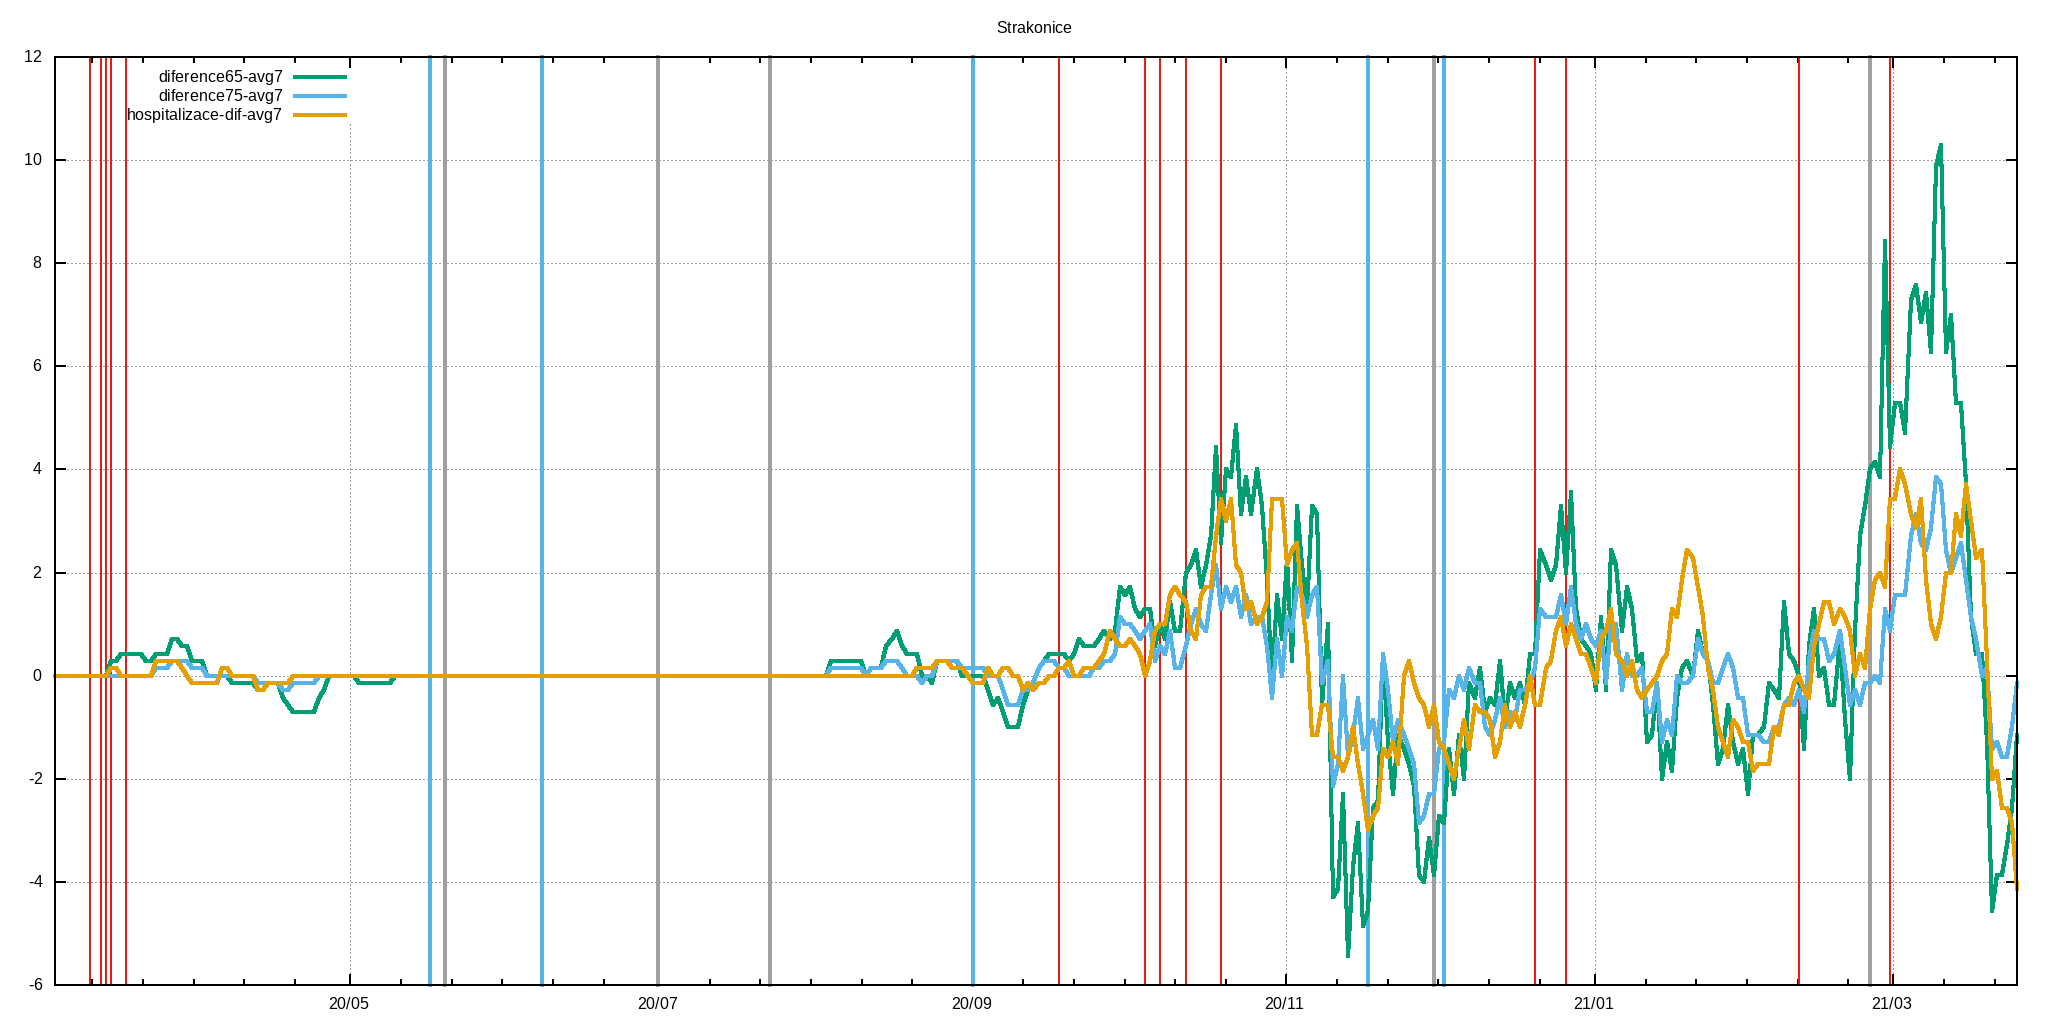 Strakonice
12
diference65-avg7
diference75-avg7
hospitalizace-dif-avg7
10
8
6
4
2
0
-2
-4
-6
20/05 20/07 20/09 20/11 21/01 21/03